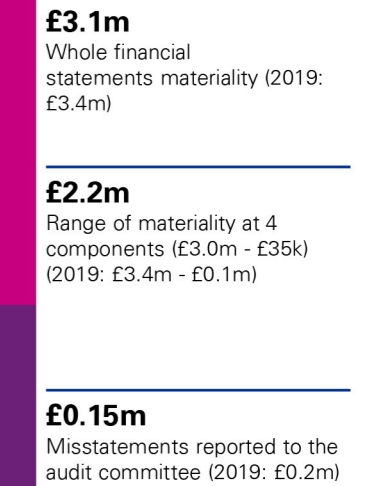 £3.1m
Whole financial
statements materiality (2019:
£3.4m)
£2.2m
Range of materiality at 4
components (£3.0m - £35k)
(2019: £3.4m - £0.1m)
£0.15m
Misstatements reported to the
audit committee (2019: £0.2m)